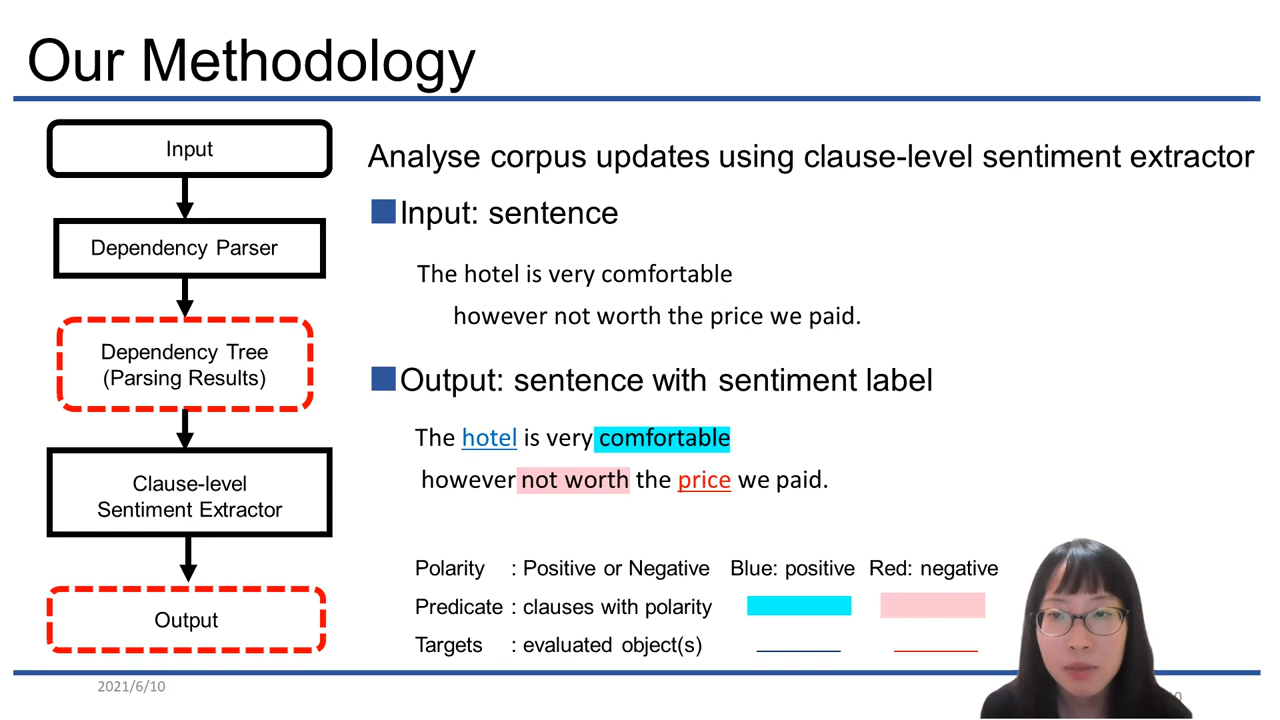 Our Methodology
Input
Dependency Parser
Dependency Tree
(Parsing Results)
Clause-level
Sentiment Extractor
Output
Analyse corpus updates using clause-level sentiment extractor
Input: sentence
The hotel is very comfortable
however not worth the price we paid.
Output: sentence with sentiment label
The hotel is very comfortable
however not worth the price we paid.
Polarity : Positive or Negative Blue: positive Red: negative
Predicate : clauses with polarity
Targets : evaluated object(s)
2021/6/10